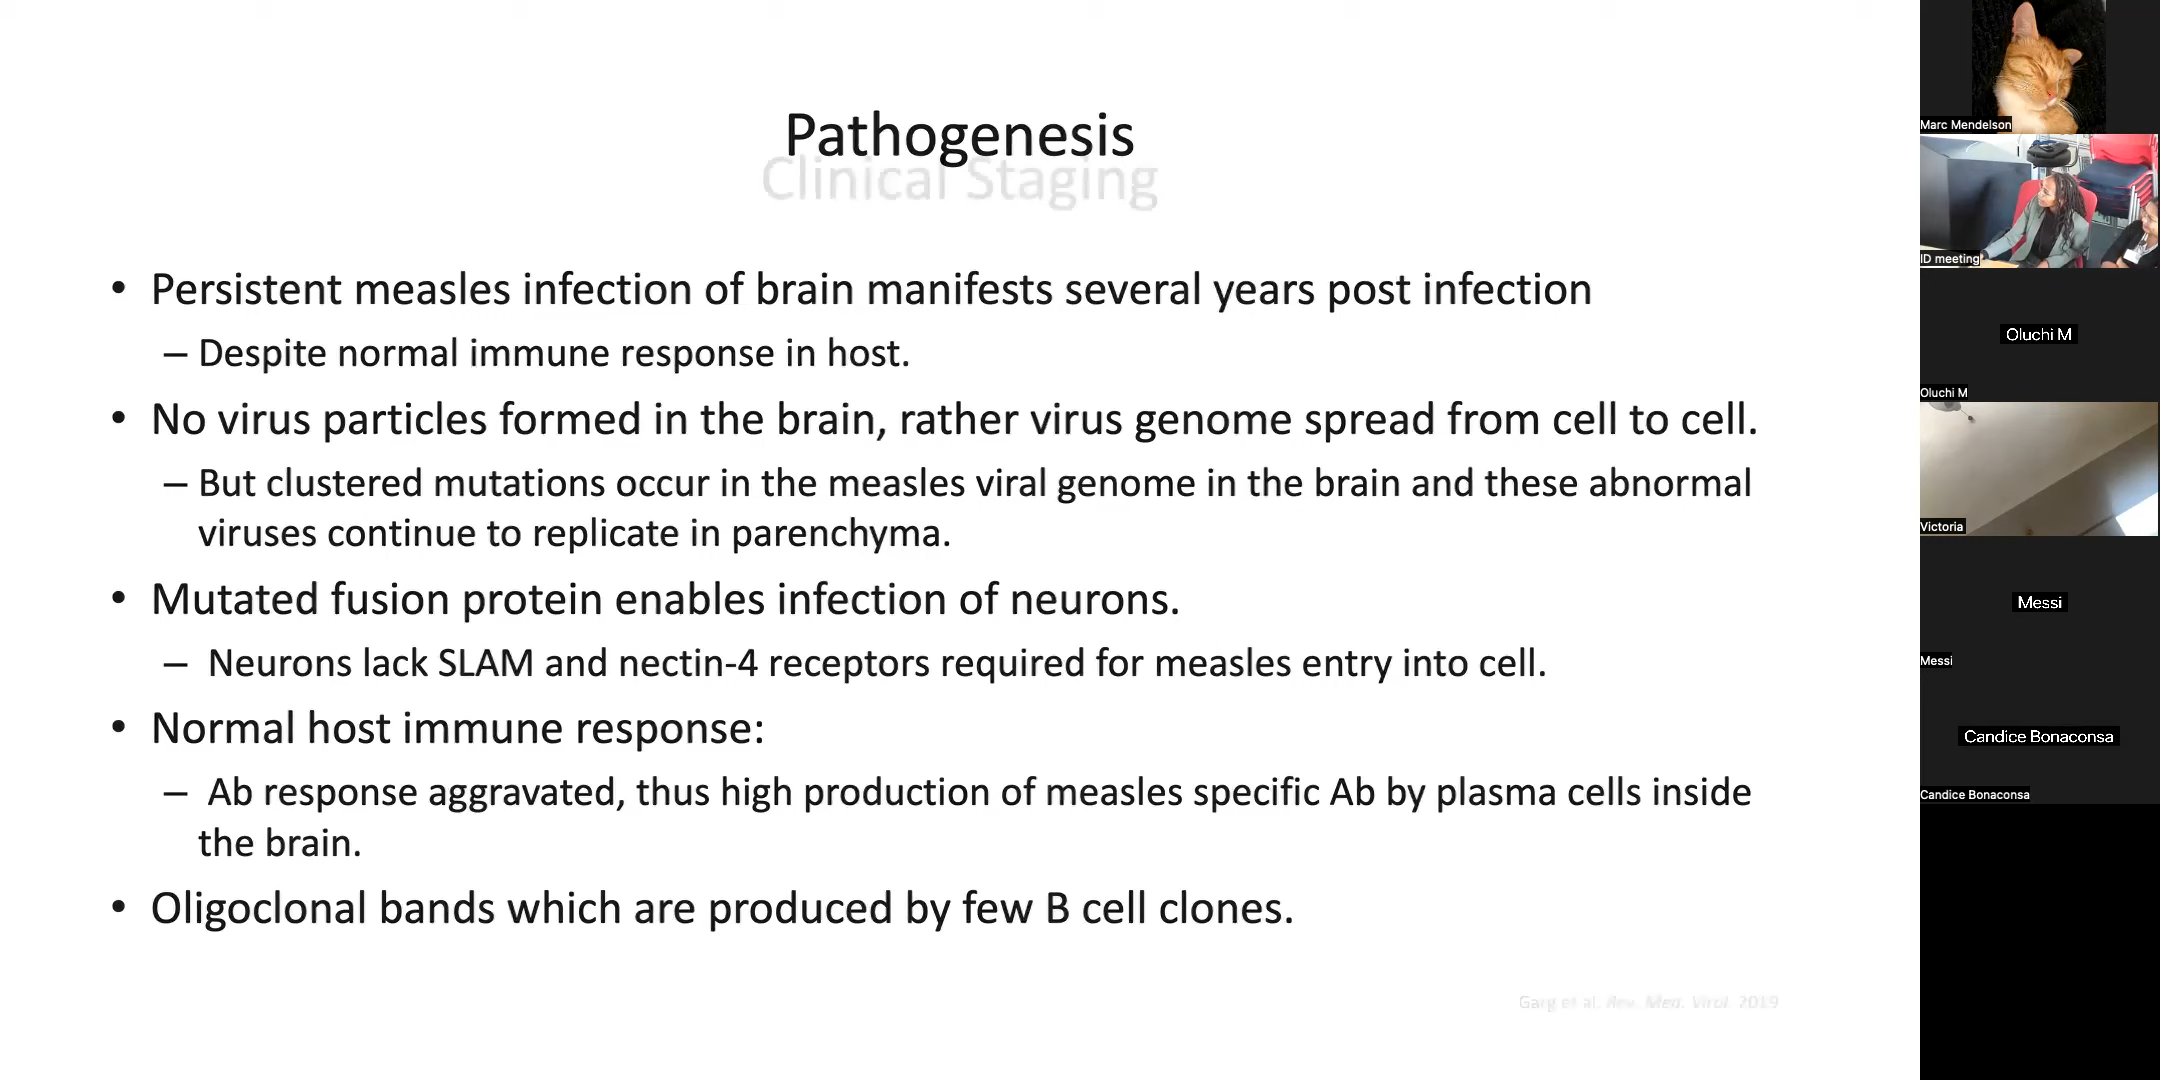 Pathogenesis
Clinical Staging
• Persistent measles infection of brain manifests several years post infection
– Despite normal immune response in host.
• No virus particles formed in the brain, rather virus genome spread from cell to cell.
– But clustered mutations occur in the measles viral genome in the brain and these abnormal
viruses continue to replicate in parenchyma.
• Mutated fusion protein enables infection of neurons.
– Neurons lack SLAM and nectin-4 receptors required for measles entry into cell.
• Normal host immune response:
– Ab response aggravated, thus high production of measles specific Ab by plasma cells inside
the brain.
• Oligoclonal bands which are produced by few B cell clones.
Garg et al. Rev. Med. Virol. 2019
Marc Mendelson
ID meeting
Oluchi M
Oluchi M
Victoria
Messi
Messi
Candice Bonaconsa
Candice Bonaconsa